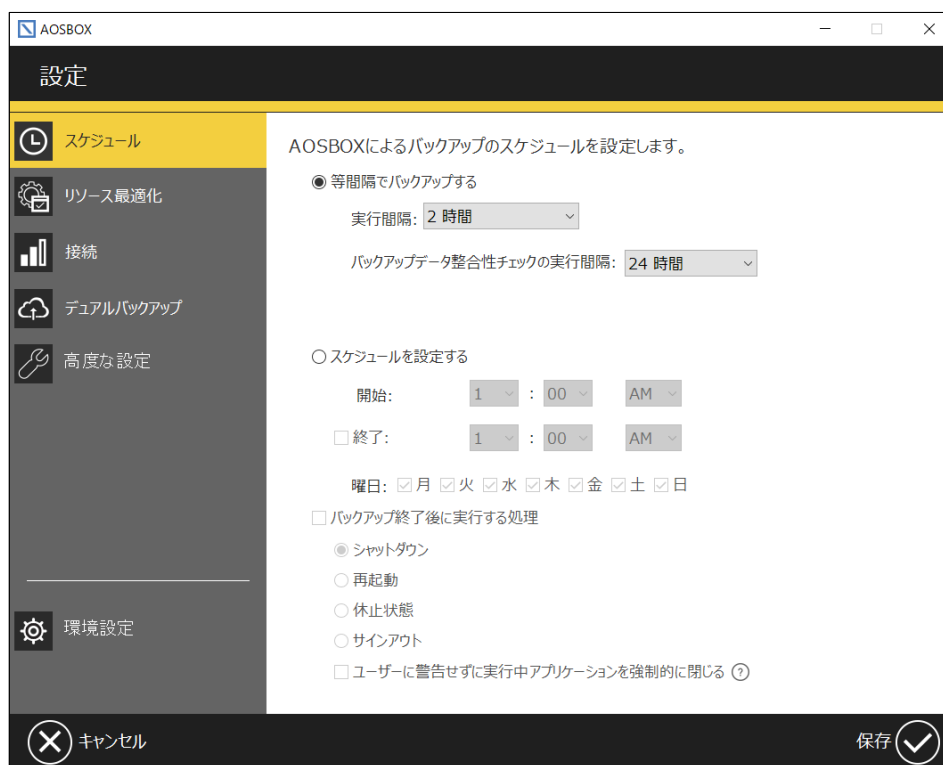 AOSBOX
設定
スケジュール
リソース最適化
接続
デュアルバックアップ
高度な設定
環境設定
AOSBOXによるバックアップのスケジュールを設定します。
等間隔でバックアップする
実行間隔: 2 時間
バックアップデータ整合性チェックの実行間隔: 24 時間
スケジュールを設定する
開始: 1 : 00 AM
終了: 1 : 00 AM
曜日: 月 火 水 木 金 土 日
バックアップ終了後に実行する処理
シャットダウン
再起動
休止状態
サインアウト
ユーザーに警告せずに実行中アプリケーションを強制的に閉じる ?
キャンセル
保存